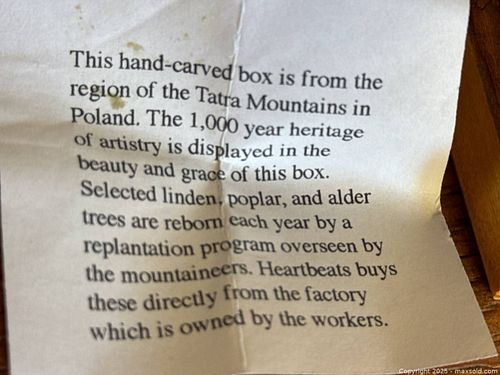 This hand-carved box is from the
region of the Tatra Mountains in
Poland. The 1,000 year heritage
of artistry is displayed in the
beauty and grace of this box.
Selected linden, poplar, and alder
trees are reborn each year by a
replantation program overseen by
the mountaineers. Heartbeats buys
these directly from the factory
which is owned by the workers.
Copyright 2025 - maxsold.com